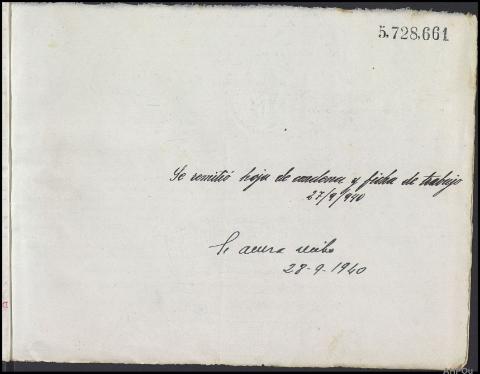 5.728.661
Se remitió hoja de condena y ficha de trabajo
27/9/940
Se acusa recibo
28-9-1940